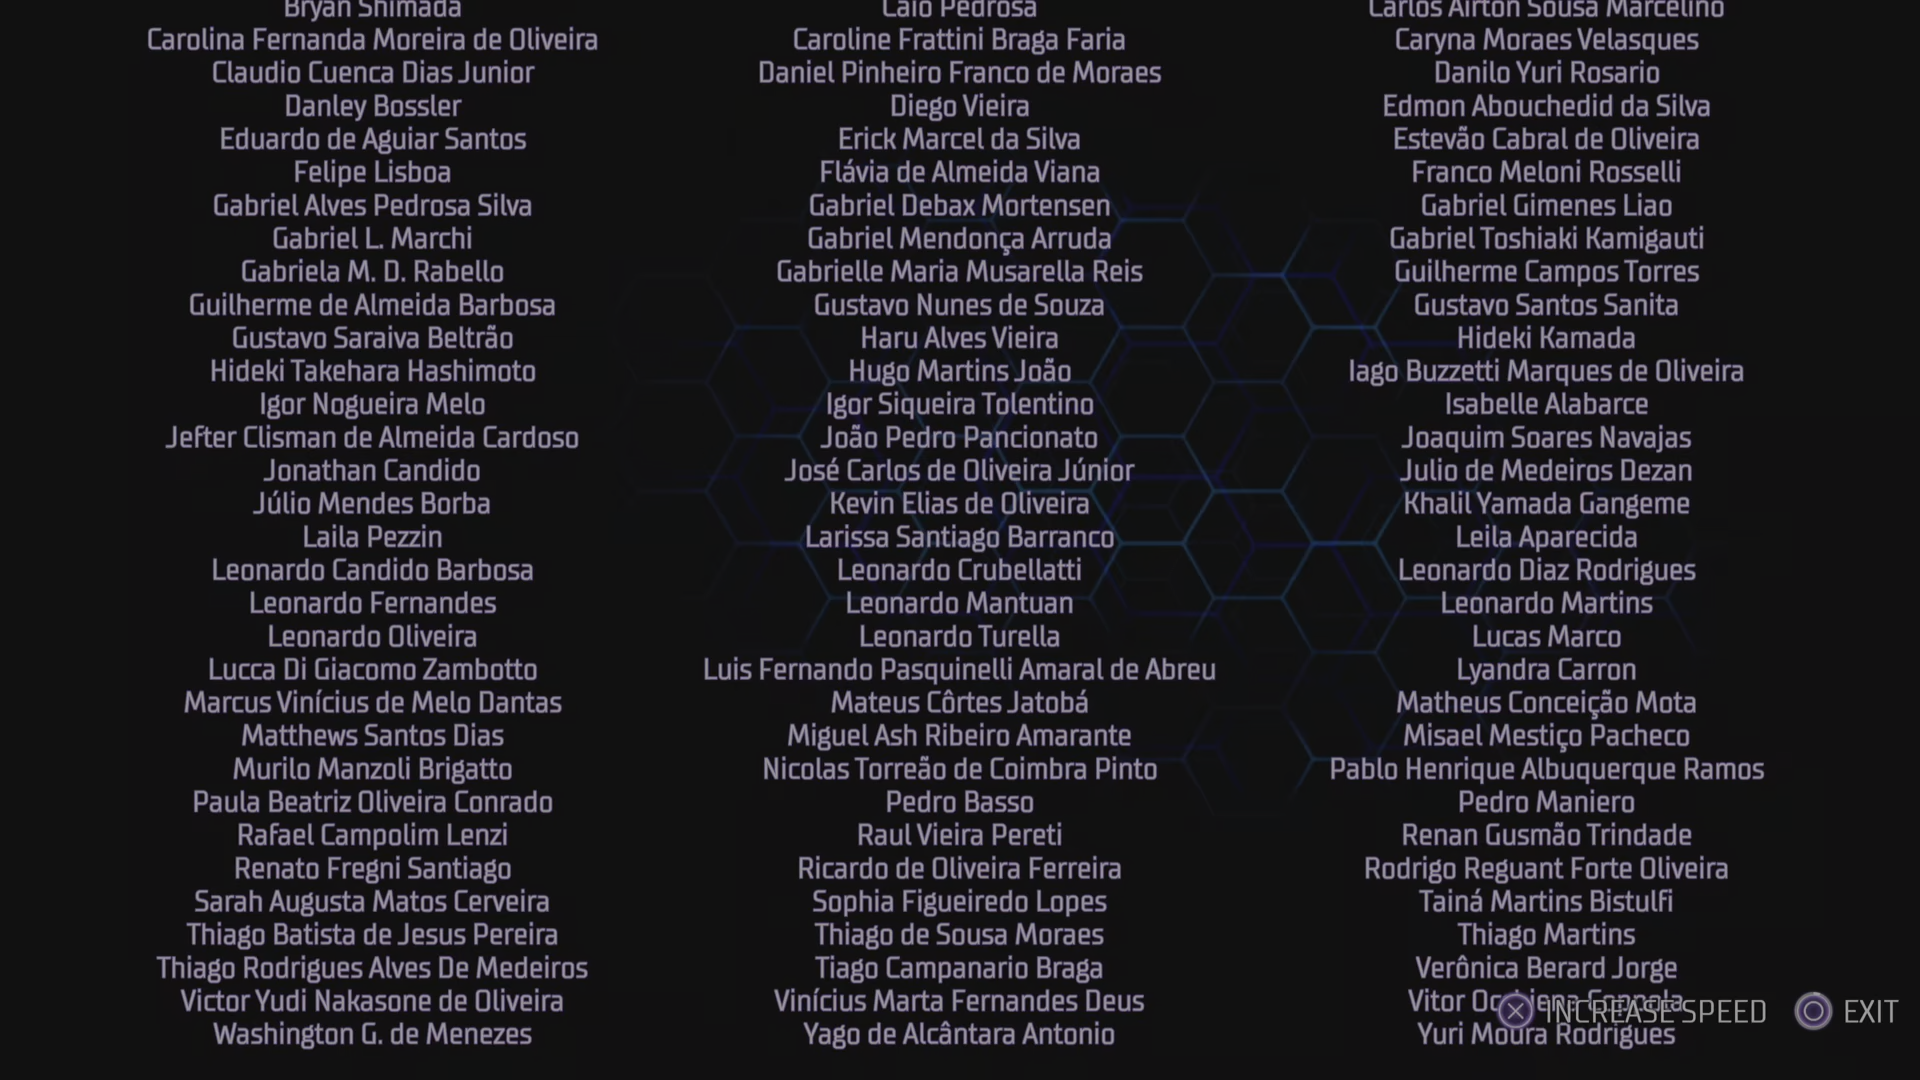 Bryan Shimada Caio Pedrosa Carlos Airton Sousa Marcelino
Carolina Fernanda Moreira de Oliveira Caroline Frattini Braga Faria Caryna Moraes Velasques
Claudio Cuenca Dias Junior Daniel Pinheiro Franco de Moraes Danilo Yuri Rosario
Danley Bossler Diego Vieira Edmon Abouchedid da Silva
Eduardo de Aguiar Santos Erick Marcel da Silva Estevão Cabral de Oliveira
Felipe Lisboa Flávia de Almeida Viana Franco Meloni Rosselli
Gabriel Alves Pedrosa Silva Gabriel Debax Mortensen Gabriel Gimenes Liao
Gabriel L. Marchi Gabriel Mendonça Arruda Gabriel Toshiaki Kamigauti
Gabriela M. D. Rabello Gabrielle Maria Musarella Reis Guilherme Campos Torres
Guilherme de Almeida Barbosa Gustavo Nunes de Souza Gustavo Santos Sanita
Gustavo Saraiva Beltrão Haru Alves Vieira Hideki Kamada
Hideki Takehara Hashimoto Hugo Martins João Iago Buzzetti Marques de Oliveira
Igor Nogueira Melo Igor Siqueira Tolentino Isabelle Alabarce
Jefter Clisman de Almeida Cardoso João Pedro Pancionato Joaquim Soares Navajas
Jonathan Candido José Carlos de Oliveira Júnior Julio de Medeiros Dezan
Júlio Mendes Borba Kevin Elias de Oliveira Khalil Yamada Gangeme
Laila Pezzin Larissa Santiago Barranco Leila Aparecida
Leonardo Candido Barbosa Leonardo Crubellatti Leonardo Diaz Rodrigues
Leonardo Fernandes Leonardo Mantuan Leonardo Martins
Leonardo Oliveira Leonardo Turella Lucas Marco
Lucca Di Giacomo Zambotto Luis Fernando Pasquinelli Amaral de Abreu Lyandra Carron
Marcus Vinícius de Melo Dantas Mateus Côrtes Jatobá Matheus Conceição Mota
Matthews Santos Dias Miguel Ash Ribeiro Amarante Misael Mestiço Pacheco
Murilo Manzoli Brigatto Nicolas Torreão de Coimbra Pinto Pablo Henrique Albuquerque Ramos
Paula Beatriz Oliveira Conrado Pedro Basso Pedro Maniero
Rafael Campolim Lenzi Raul Vieira Pereti Renan Gusmão Trindade
Renato Fregni Santiago Ricardo de Oliveira Ferreira Rodrigo Reguant Forte Oliveira
Sarah Augusta Matos Cerveira Sophia Figueiredo Lopes Tainá Martins Bistulfi
Thiago Batista de Jesus Pereira Thiago de Sousa Moraes Thiago Martins
Thiago Rodrigues Alves De Medeiros Tiago Campanario Braga Verônica Berard Jorge
Victor Yudi Nakasone de Oliveira Vinícius Marta Fernandes Deus Vitor
INCREASE SPEED EXIT
Washington G. de Menezes Yago de Alcântara Antonio Yuri Moura Rodrigues